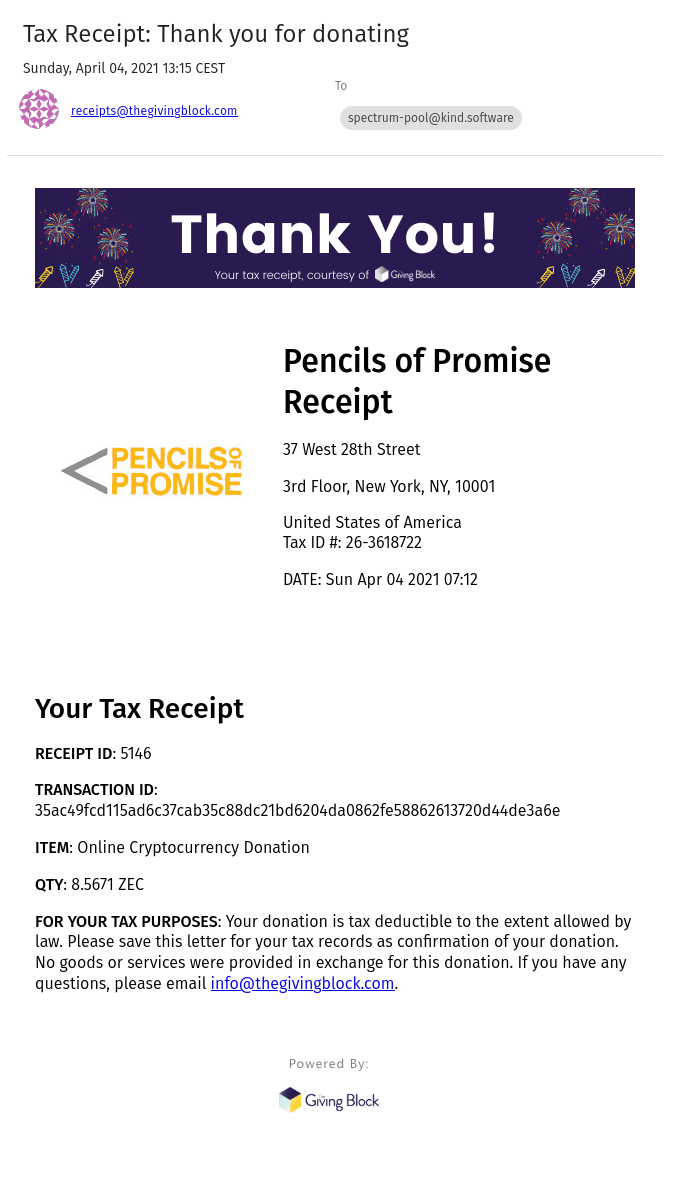 Tax Receipt: Thank you for donating
Sunday, April 04, 2021 13:15 CEST
To
receipts@thegivingblock.com
spectrum-pool@kind.software
Thank You!
Your tax receipt, courtesy of The Giving Block
Pencils of Promise
Receipt
PENCILS OF
PROMISE
37 West 28th Street
3rd Floor, New York, NY, 10001
United States of America
Tax ID #: 26-3618722
DATE: Sun Apr 04 2021 07:12
Your Tax Receipt
RECEIPT ID: 5146
TRANSACTION ID:
35ac49fcd115ad6c37cab35c88dc21bd6204da0862fe58862613720d44de3a6e
ITEM: Online Cryptocurrency Donation
QTY: 8.5671 ZEC
FOR YOUR TAX PURPOSES: Your donation is tax deductible to the extent allowed by
law. Please save this letter for your tax records as confirmation of your donation.
No goods or services were provided in exchange for this donation. If you have any
questions, please email info@thegivingblock.com.
Powered By:
The Giving Block